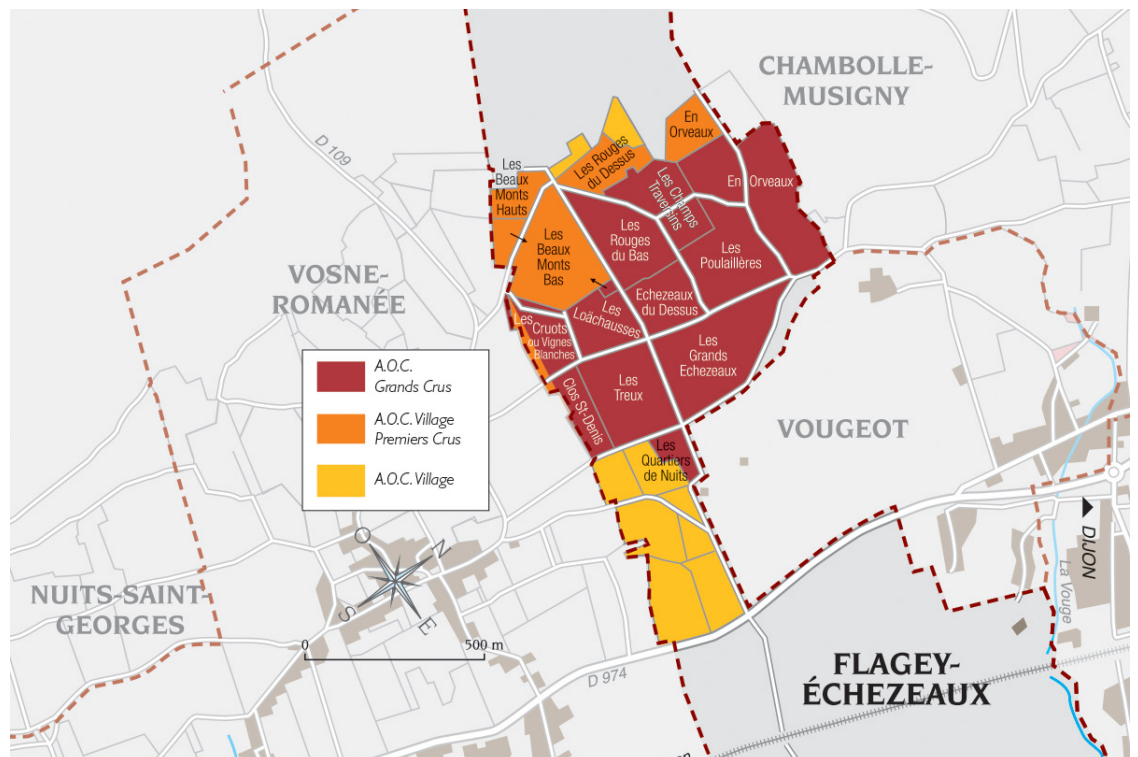 CHAMBOLLE-
MUSIGNY
D 109
En
Orveaux
Les Rouges
du Dessus
Les
Beaux
Monts
Hauts
Les Champs
Traversins
En Orveaux
Les
Beaux
Monts
Bas
Les
Rouges
du Bas
Les
Poulaillères
VOSNE-
ROMANÉE
Echezeaux
du Dessus
Les
Loächausses
Les
Cruots
ou Vignes
Blanches
Les
Grands
Echezeaux
Les
Treux
Clos St-Denis
A.O.C.
Grands Crus
A.O.C. Village
Premiers Crus
A.O.C. Village
VOUGEOT
Les
Quartiers
de Nuits
O
N
S
E
DIJON
La Vouge
NUITS-SAINT-
GEORGES
0
500 m
D 974
FLAGEY-
ÉCHEZEAUX